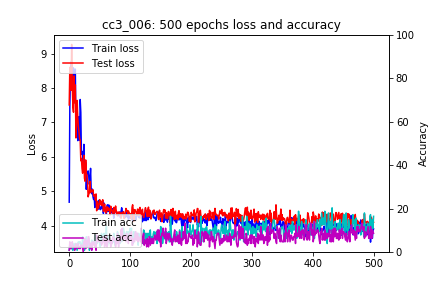 cc3_006: 500 epochs loss and accuracy
Train loss
Test loss
Train acc
Test acc
Loss
9
8
7
6
5
4
Accuracy
100
80
60
40
20
0
0
100
200
300
400
500